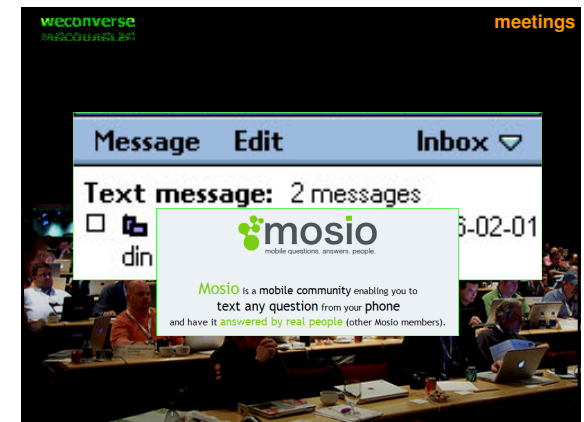 weconverse
meetings
Message Edit Inbox
Text message: 2 messages
6-02-01
din
mosio
mobile questions. answers. people.
Mosio is a mobile community enabling you to
text any question from your phone
and have it answered by real people (other Mosio members).